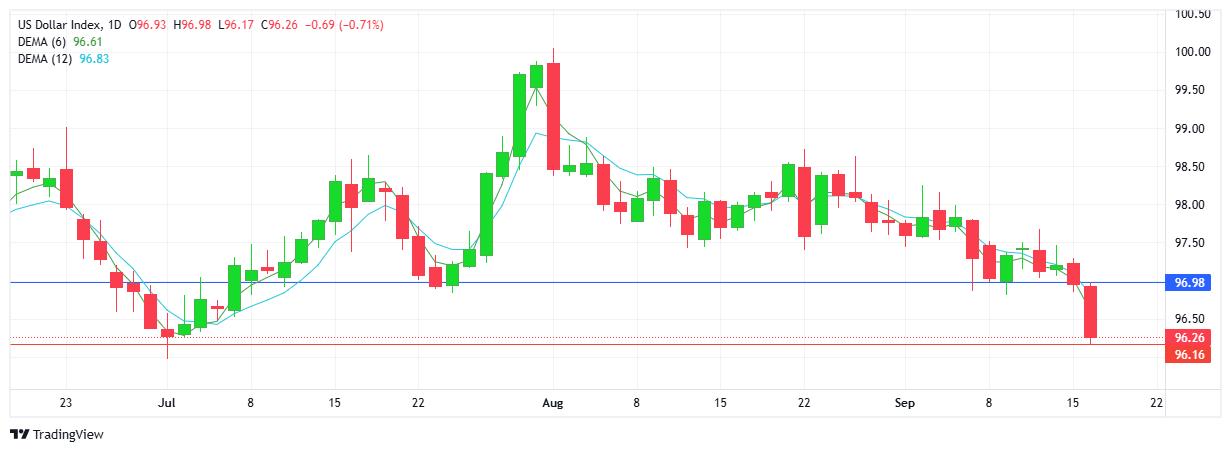 US Dollar Index, 1D O96.93 H96.98 L96.17 C96.26 −0.69 (−0.71%)
DEMA (6) 96.61
DEMA (12) 96.83
100.50
100.00
99.50
99.00
98.50
98.00
97.50
96.98
96.50
96.26
96.16
23 Jul 8 15 22 Aug 8 15 22 Sep 8 15 22
TradingView